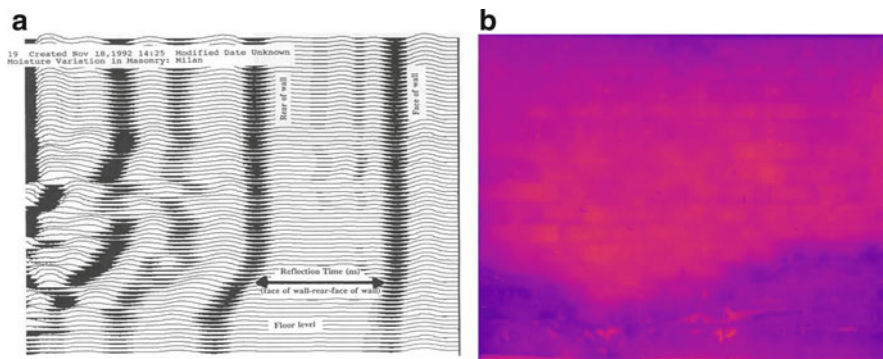 a
b
19 Created Nov 18,1992 14:25 Modified Date Unknown
Moisture Variation in Masonry: Milan
Rear of wall
Face of wall
Reflection Time (ns)
(face of wall-rear-face of wall)
Floor level